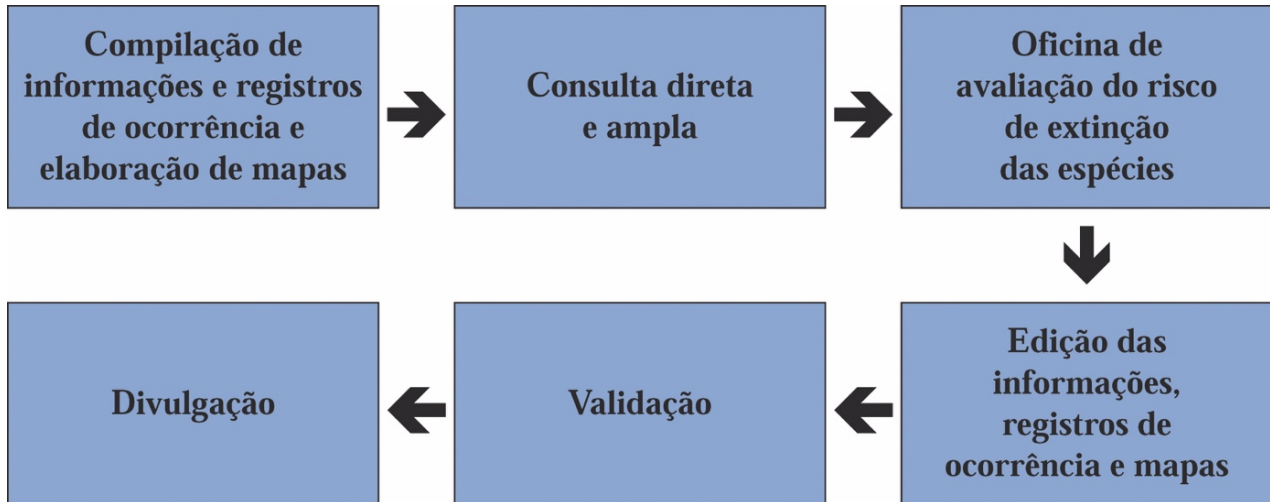 Compilação de
informações e registros
de ocorrência e
elaboração de mapas
Consulta direta
e ampla
Oficina de
avaliação do risco
de extinção
das espécies
Edição das
informações,
registros de
ocorrência e mapas
Validação
Divulgação